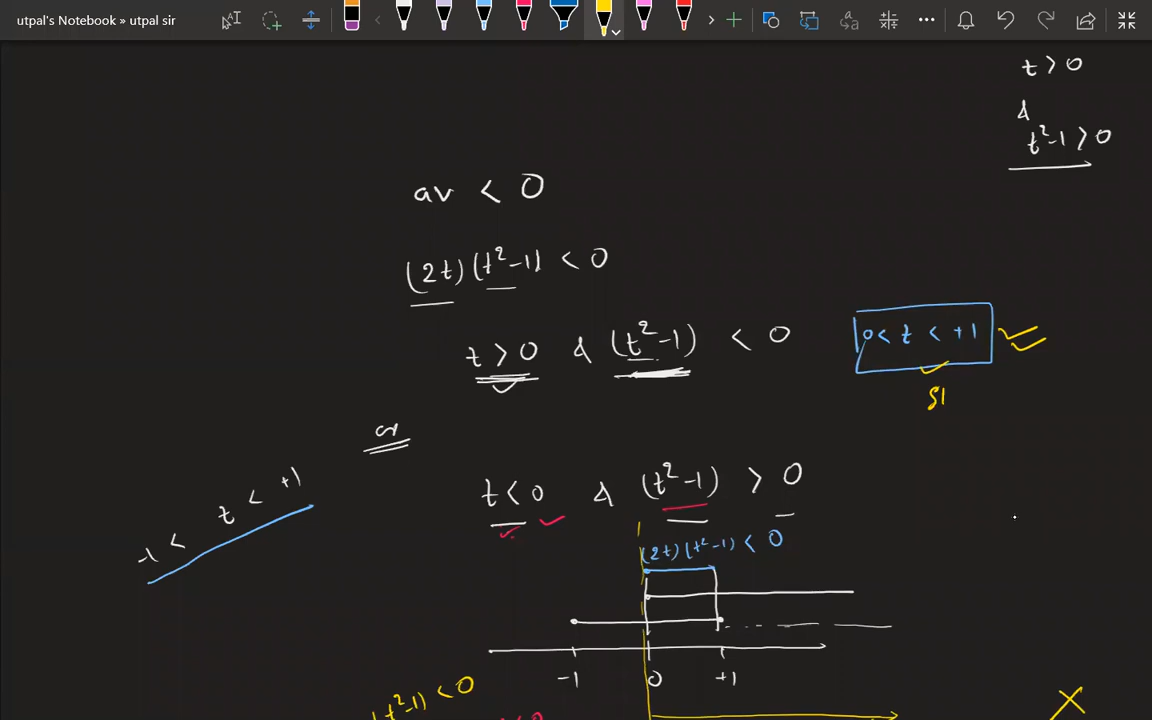 utpal's Notebook » utpal sir
t > 0
&
t²-1 > 0
av < 0
(2t)(t²-1) < 0
t > 0 & (t²-1) < 0
0 < t < +1
S1
or
-1 < t < +1
t < 0 & (t²-1) > 0
(2t)(t²-1) < 0
-1 0 +1
t²-1) < 0